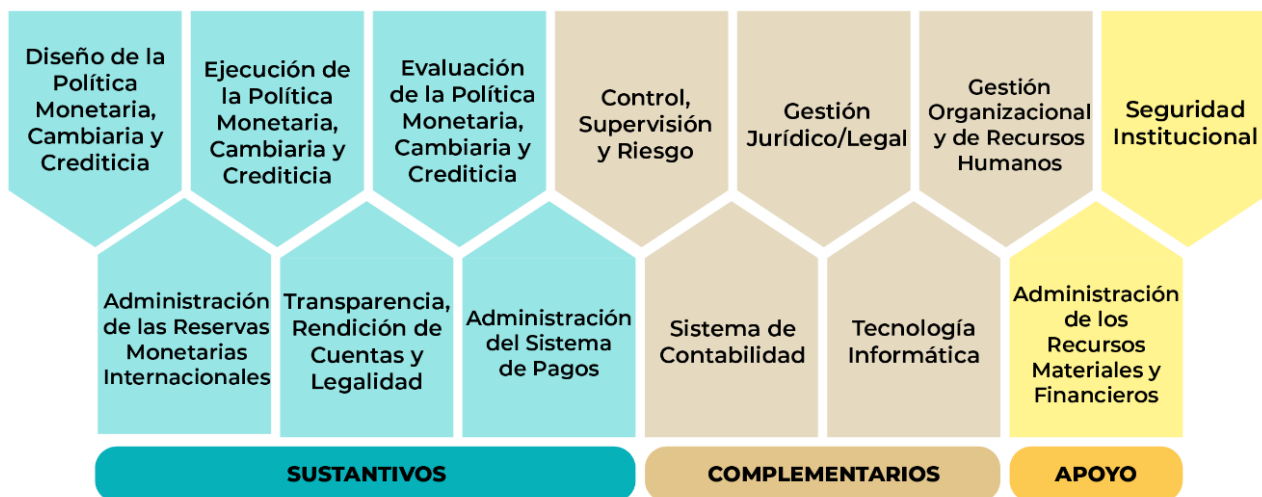 Diseño de la
Política
Monetaria,
Cambiaria y
Crediticia
Ejecución de
la Política
Monetaria,
Cambiaria y
Crediticia
Evaluación
de la Política
Monetaria,
Cambiaria y
Crediticia
Control,
Supervisión
y Riesgo
Gestión
Jurídico/Legal
Gestión
Organizacional
y de Recursos
Humanos
Seguridad
Institucional
Administración
de las Reservas
Monetarias
Internacionales
Transparencia,
Rendición de
Cuentas y
Legalidad
Administración
del Sistema
de Pagos
Sistema de
Contabilidad
Tecnología
Informática
Administración
de los
Recursos
Materiales y
Financieros
SUSTANTIVOS
COMPLEMENTARIOS
APOYO